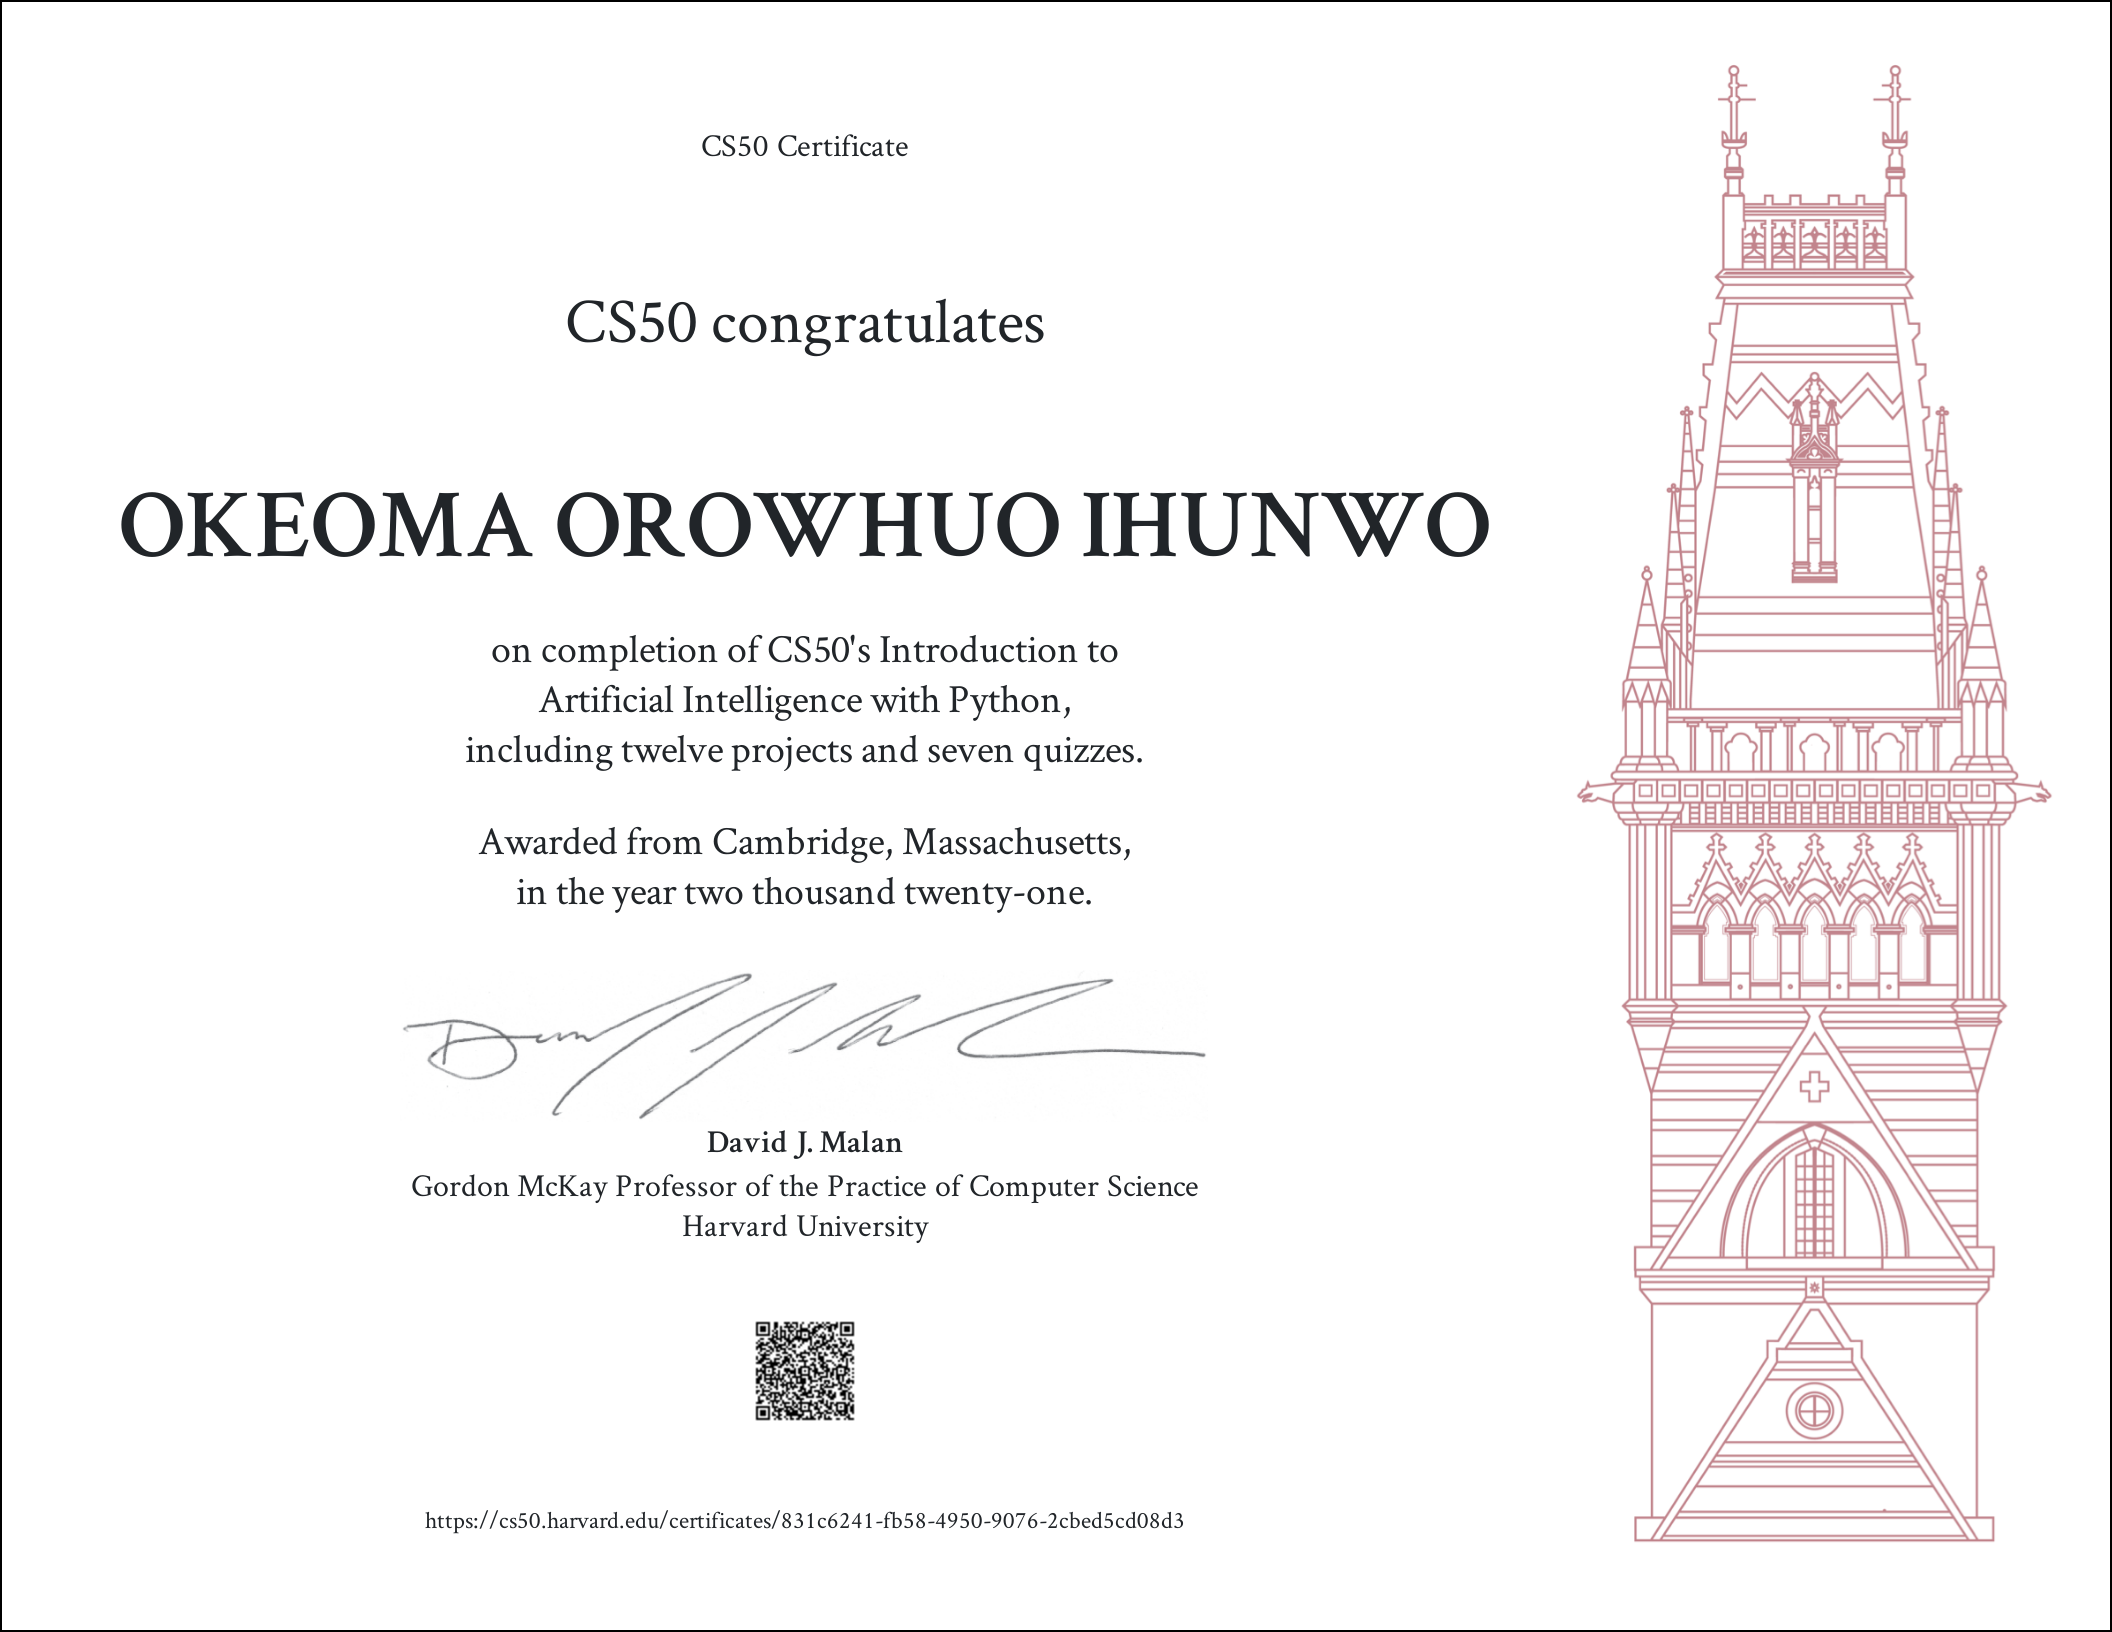 CS50 Certificate
CS50 congratulates
OKEOMA OROWHUO IHUNWO
on completion of CS50's Introduction to
Artificial Intelligence with Python,
including twelve projects and seven quizzes.
Awarded from Cambridge, Massachusetts,
in the year two thousand twenty-one.
David J. Malan
Gordon McKay Professor of the Practice of Computer Science
Harvard University
https://cs50.harvard.edu/certificates/831c6241-fb58-4950-9076-2cbed5cd08d3